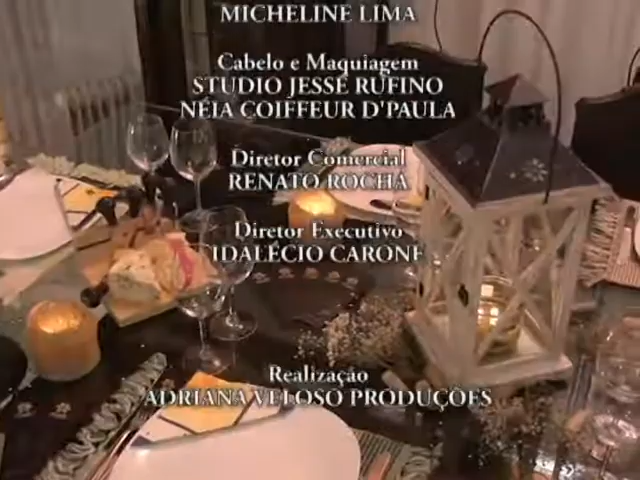 MICHELINE LIMA
Cabelo e Maquiagem
STUDIO JESSÉ RUFINO
NÉIA COIFFEUR D'PAULA
Diretor Comercial
RENATO ROCHA
Diretor Executivo
IDALÉCIO CARONE
Realização
ADRIANA VELOSO PRODUÇÕES